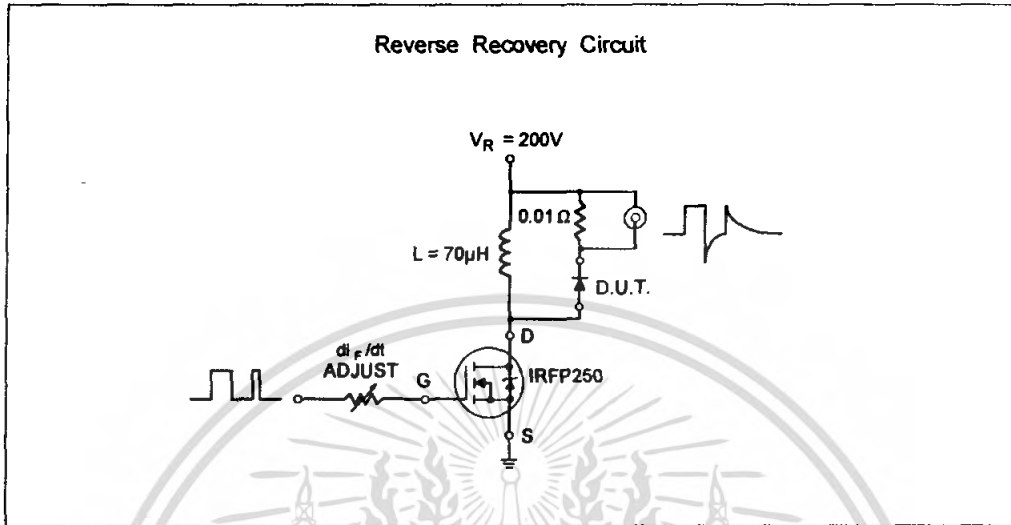 Reverse Recovery Circuit
V_R = 200V
0.01 Ω
L = 70μH
D.U.T.
D
di_F/dt
ADJUST
G
IRFP250
S